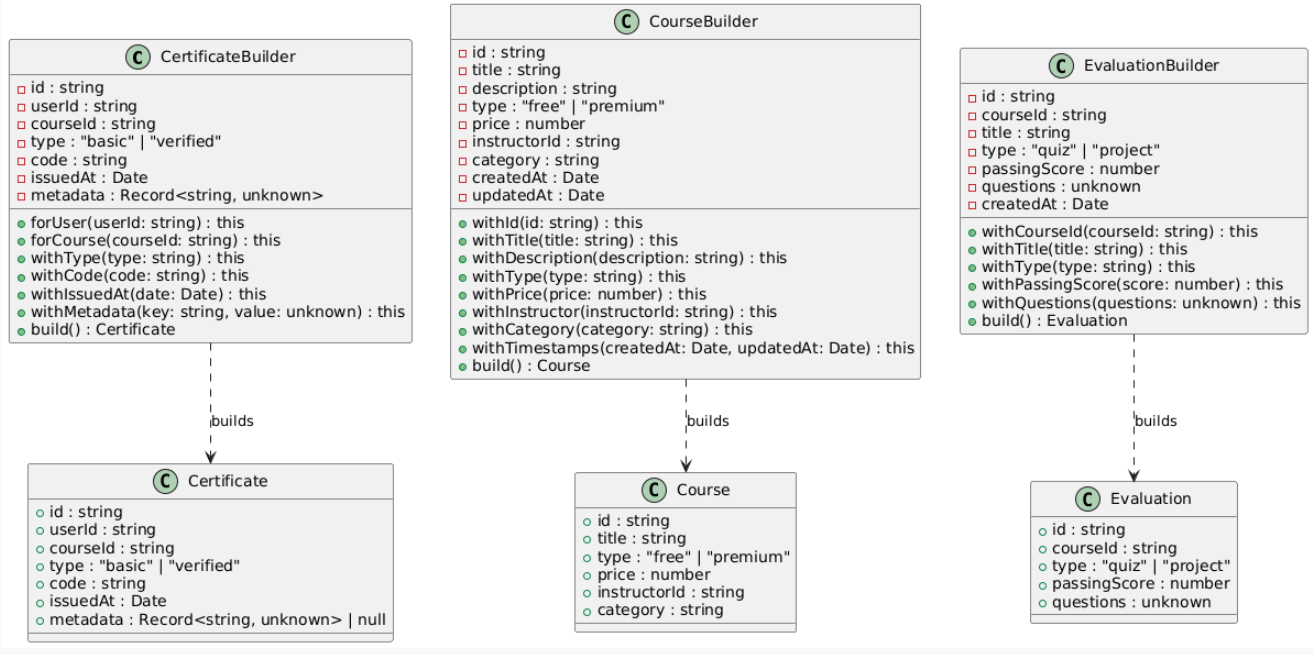 C CertificateBuilder
id : string
userId : string
courseId : string
type : "basic" | "verified"
code : string
issuedAt : Date
metadata : Record<string, unknown>
forUser(userId: string) : this
forCourse(courseId: string) : this
withType(type: string) : this
withCode(code: string) : this
withIssuedAt(date: Date) : this
withMetadata(key: string, value: unknown) : this
build() : Certificate
C CourseBuilder
id : string
title : string
description : string
type : "free" | "premium"
price : number
instructorId : string
category : string
createdAt : Date
updatedAt : Date
withId(id: string) : this
withTitle(title: string) : this
withDescription(description: string) : this
withType(type: string) : this
withPrice(price: number) : this
withInstructor(instructorId: string) : this
withCategory(category: string) : this
withTimestamps(createdAt: Date, updatedAt: Date) : this
build() : Course
C EvaluationBuilder
id : string
courseId : string
title : string
type : "quiz" | "project"
passingScore : number
questions : unknown
createdAt : Date
withCourseId(courseId: string) : this
withTitle(title: string) : this
withType(type: string) : this
withPassingScore(score: number) : this
withQuestions(questions: unknown) : this
build() : Evaluation
builds
builds
builds
C Certificate
id : string
userId : string
courseId : string
type : "basic" | "verified"
code : string
issuedAt : Date
metadata : Record<string, unknown> | null
C Course
id : string
title : string
type : "free" | "premium"
price : number
instructorId : string
category : string
C Evaluation
id : string
courseId : string
type : "quiz" | "project"
passingScore : number
questions : unknown